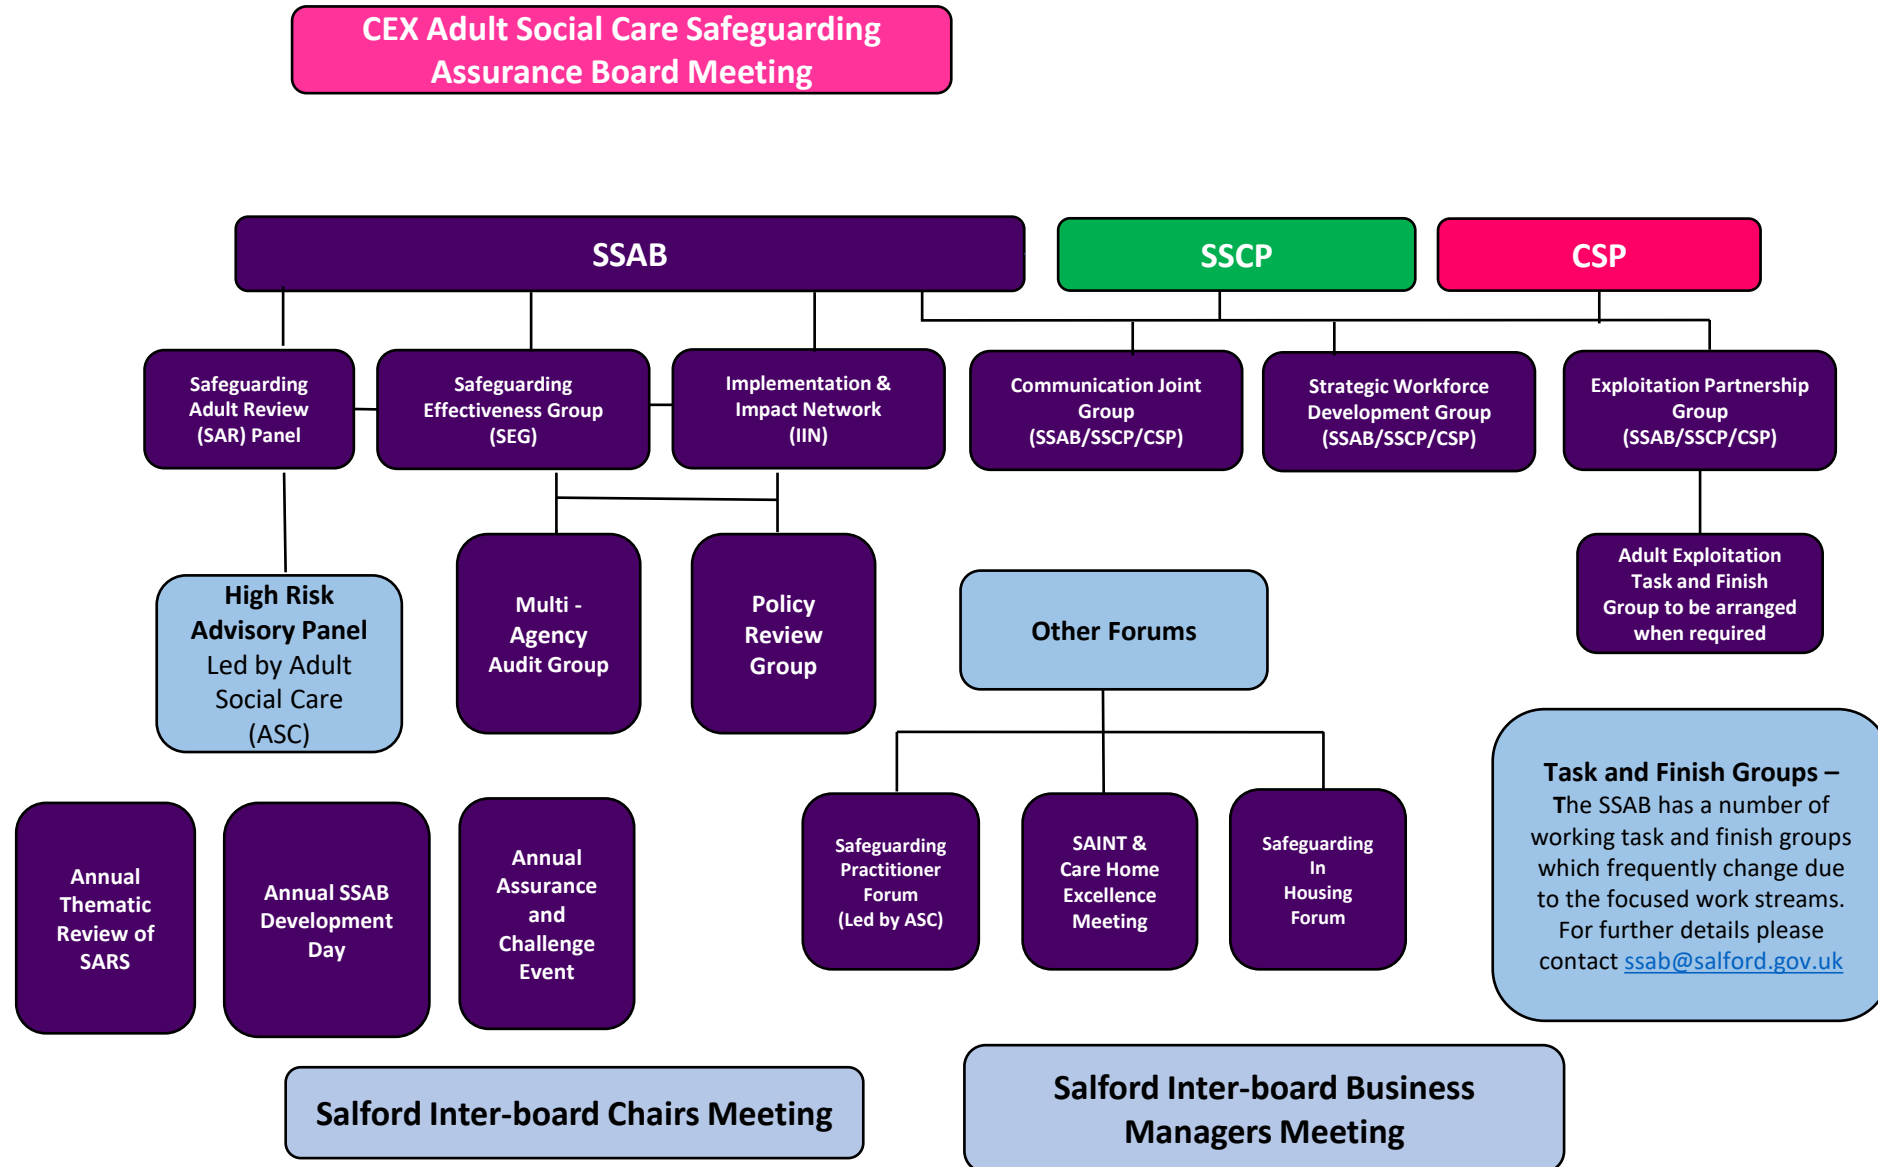 CEX Adult Social Care Safeguarding
Assurance Board Meeting
SSAB
SSCP
CSP
Safeguarding
Adult Review
(SAR) Panel
Safeguarding
Effectiveness Group
(SEG)
Implementation &
Impact Network
(IIN)
Communication Joint
Group
(SSAB/SSCP/CSP)
Strategic Workforce
Development Group
(SSAB/SSCP/CSP)
Exploitation Partnership
Group
(SSAB/SSCP/CSP)
High Risk
Advisory Panel
Led by Adult
Social Care
(ASC)
Multi -
Agency
Audit Group
Policy
Review
Group
Other Forums
Adult Exploitation
Task and Finish
Group to be arranged
when required
Annual
Thematic
Review of
SARS
Annual SSAB
Development
Day
Annual
Assurance
and
Challenge
Event
Safeguarding
Practitioner
Forum
(Led by ASC)
SAINT &
Care Home
Excellence
Meeting
Safeguarding
In
Housing
Forum
Task and Finish Groups –
The SSAB has a number of
working task and finish groups
which frequently change due
to the focused work streams.
For further details please
contact ssab@salford.gov.uk
Salford Inter-board Chairs Meeting
Salford Inter-board Business
Managers Meeting